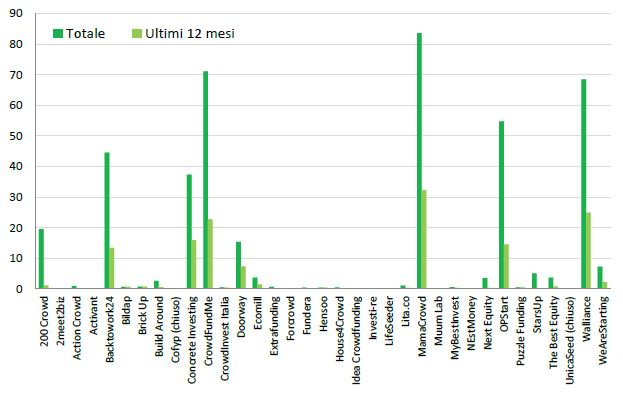 90
80
70
60
50
40
30
20
10
0
Totale
Ultimi 12 mesi
200 Crowd
2meet2biz
Action Crowd
Activant
Backtowork24
Bildap
Brick Up
Build Around
Cofyp (chiuso)
Concrete Investing
CrowdFundMe
CrowdInvest Italia
Doorway
Ecomill
Extrafunding
Forcrowd
Fundera
Hensoo
House4Crowd
Idea Crowdfunding
Investi-re
LifeSeeder
Lita.co
MamaCrowd
Muum Lab
MyBestInvest
NEstMoney
Next Equity
OPStart
Puzzle Funding
StarsUp
The Best Equity
UnicaSeed (chiuso)
Walliance
WeAreStarting